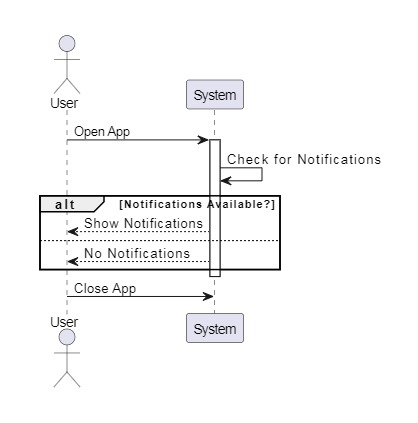 User
System
Open App
Check for Notifications
alt
[Notifications Available?]
Show Notifications
No Notifications
Close App
User
System